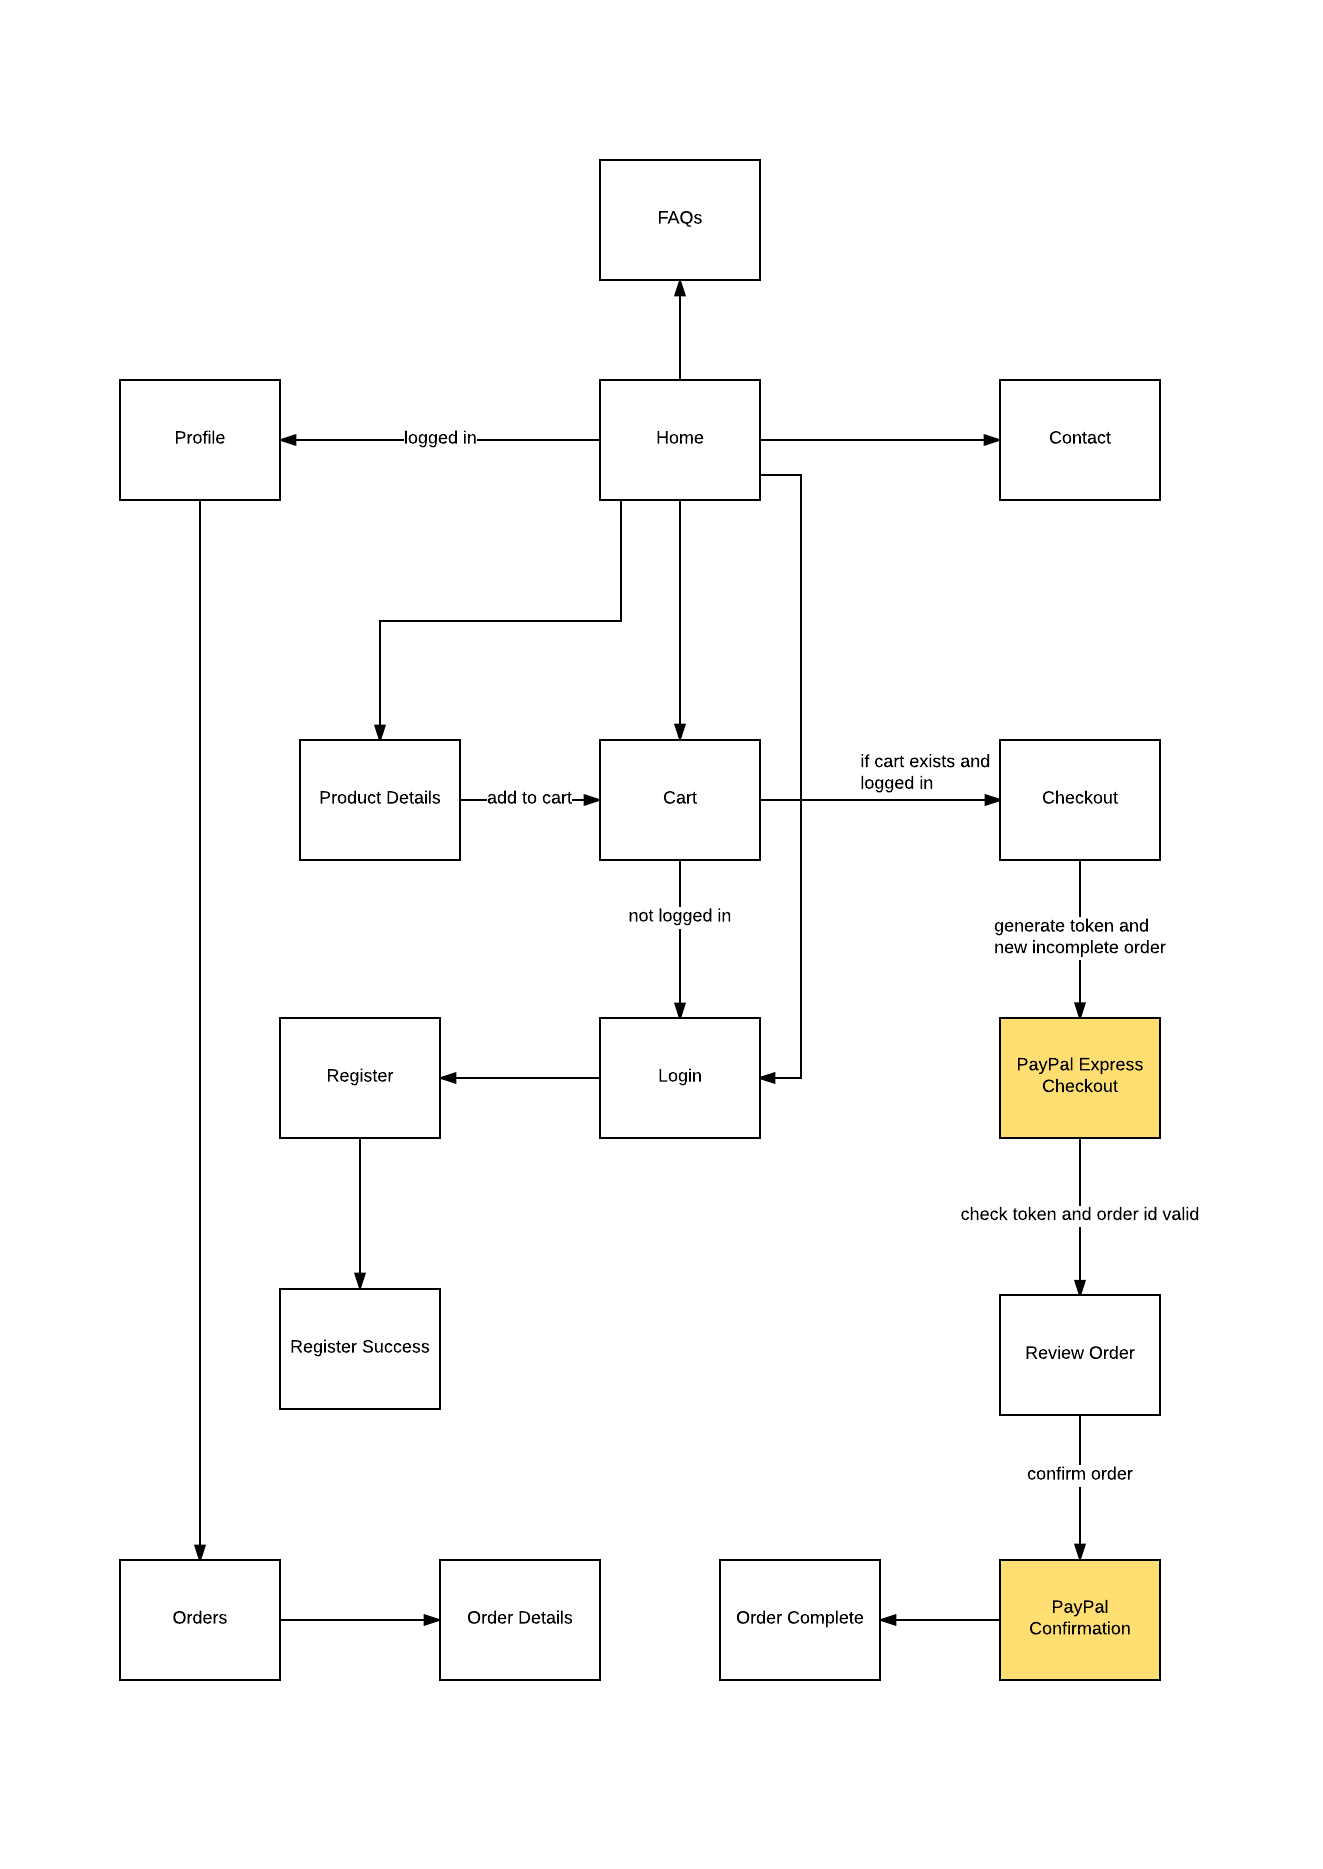 FAQs
Profile
logged in
Home
Contact
Product Details
add to cart
Cart
if cart exists and
logged in
Checkout
not logged in
generate token and
new incomplete order
Register
Login
PayPal Express
Checkout
check token and order id valid
Register Success
Review Order
confirm order
Orders
Order Details
Order Complete
PayPal
Confirmation